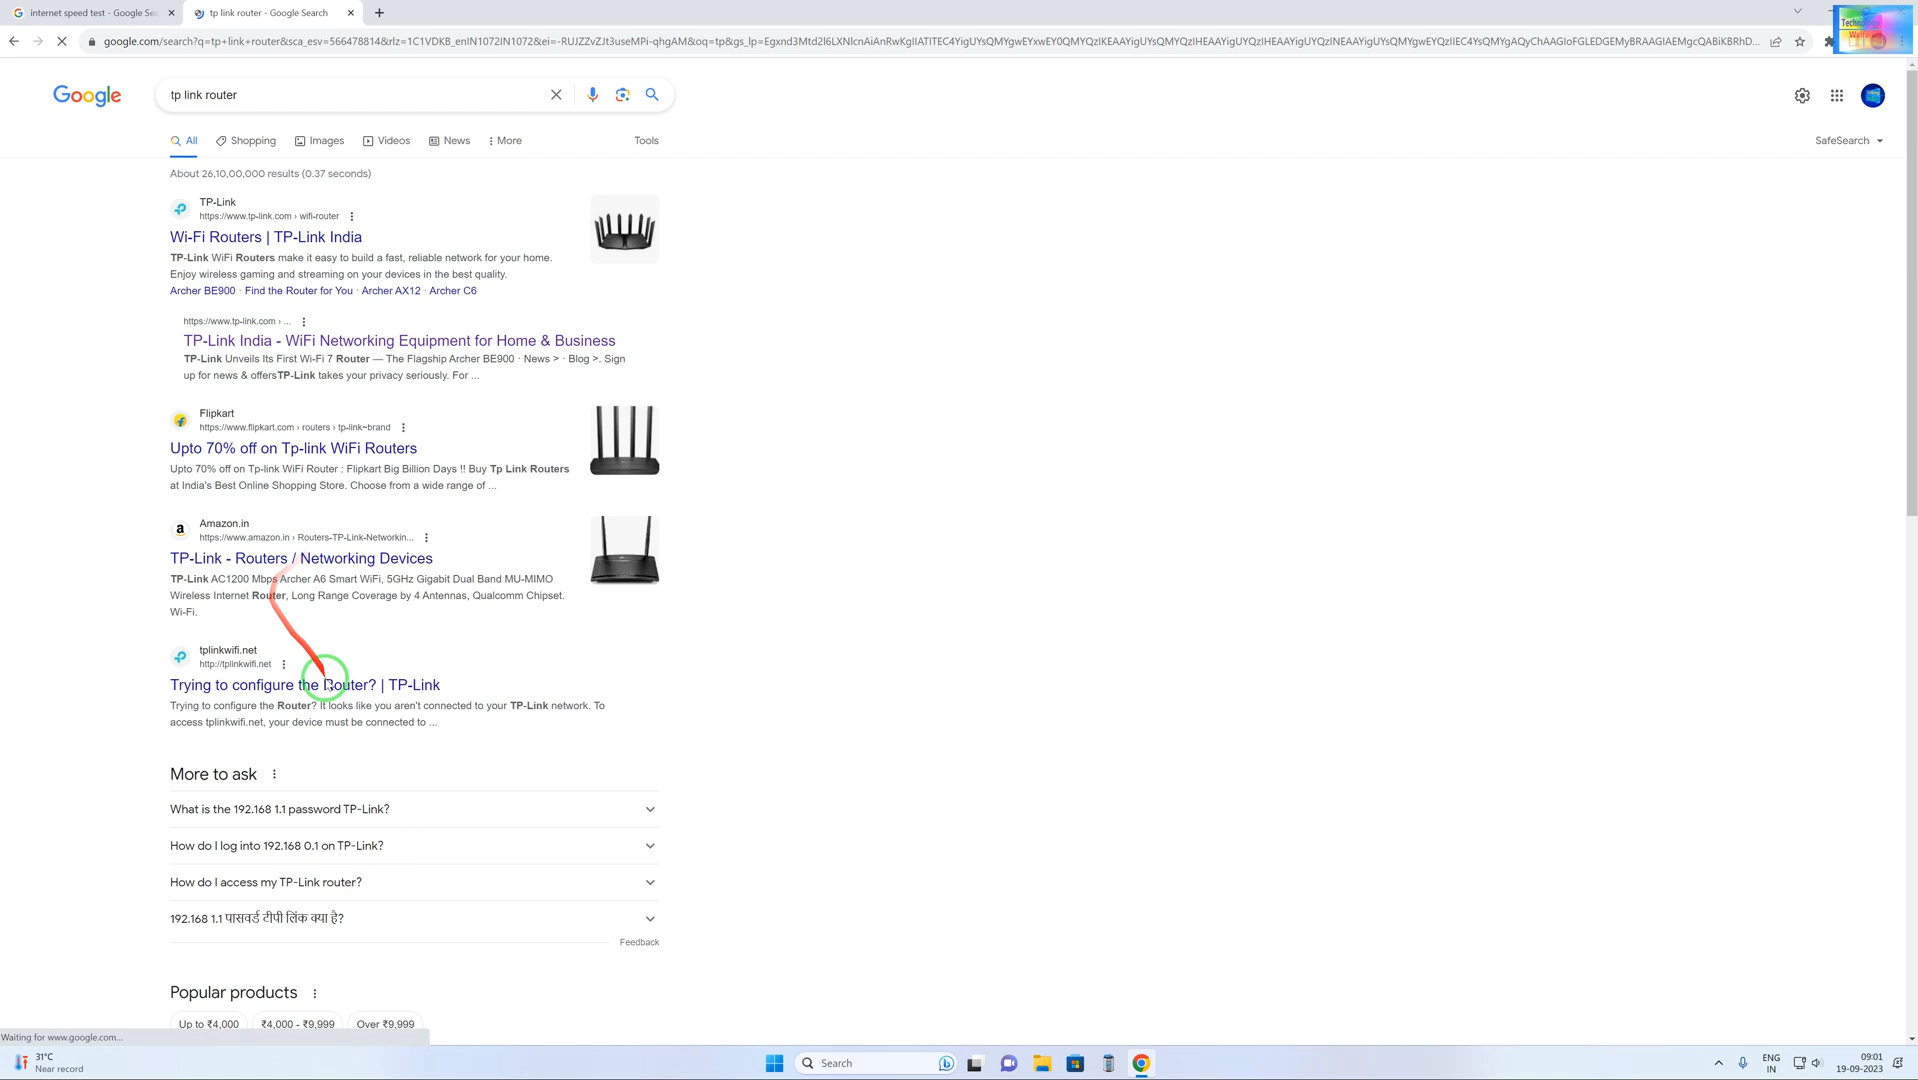 internet speed test - Google Sea
tp link router - Google Search
Technology
google.com/search?q=tp+link+router&sca_esv=566478814&rlz=1C1VDKB_enIN1072IN1072&ei=-RUJZZvZJt3useMPi-qhgAM&oq=tp&gs_lp=
Google
tp link router
All
Shopping
Images
Videos
News
More
Tools
SafeSearch
About 26,10,00,000 results (0.37 seconds)
TP-Link
https://www.tp-link.com › wifi-router
Wi-Fi Routers | TP-Link India
TP-Link WiFi Routers make it easy to build a fast, reliable network for your home.
Enjoy wireless gaming and streaming on your devices in the best quality.
Archer BE900 · Find the Router for You · Archer AX12 · Archer C6
https://www.tp-link.com › ...
TP-Link India - WiFi Networking Equipment for Home & Business
TP-Link Unveils Its First Wi-Fi 7 Router — The Flagship Archer BE900 · News > · Blog >. Sign
up for news & offersTP-Link takes your privacy seriously. For ...
Flipkart
https://www.flipkart.com › routers › tp-link~brand
Upto 70% off on Tp-link WiFi Routers
Upto 70% off on Tp-link WiFi Router : Flipkart Big Billion Days !! Buy Tp Link Routers
at India's Best Online Shopping Store. Choose from a wide range of ...
a
Amazon.in
https://www.amazon.in › Routers-TP-Link-Networkin...
TP-Link - Routers / Networking Devices
TP-Link AC1200 Mbps Archer A6 Smart WiFi, 5GHz Gigabit Dual Band MU-MIMO
Wireless Internet Router, Long Range Coverage by 4 Antennas, Qualcomm Chipset.
Wi-Fi.
tplinkwifi.net
http://tplinkwifi.net
Trying to configure the Router? | TP-Link
Trying to configure the Router? It looks like you aren't connected to your TP-Link network. To
access tplinkwifi.net, your device must be connected to ...
More to ask
What is the 192.168 1.1 password TP-Link?
How do I log into 192.168 0.1 on TP-Link?
How do I access my TP-Link router?
192.168 1.1 पासवर्ड टीपी लिंक क्या है?
Feedback
Popular products
Up to ₹4,000
₹4,000 - ₹9,999
Over ₹9,999
Waiting for www.google.com...
31°C
Near record
Search
ENG
IN
09:01
19-09-2023